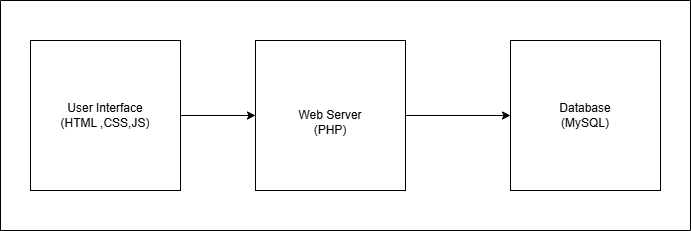 User Interface
(HTML ,CSS,JS)
Web Server
(PHP)
Database
(MySQL)